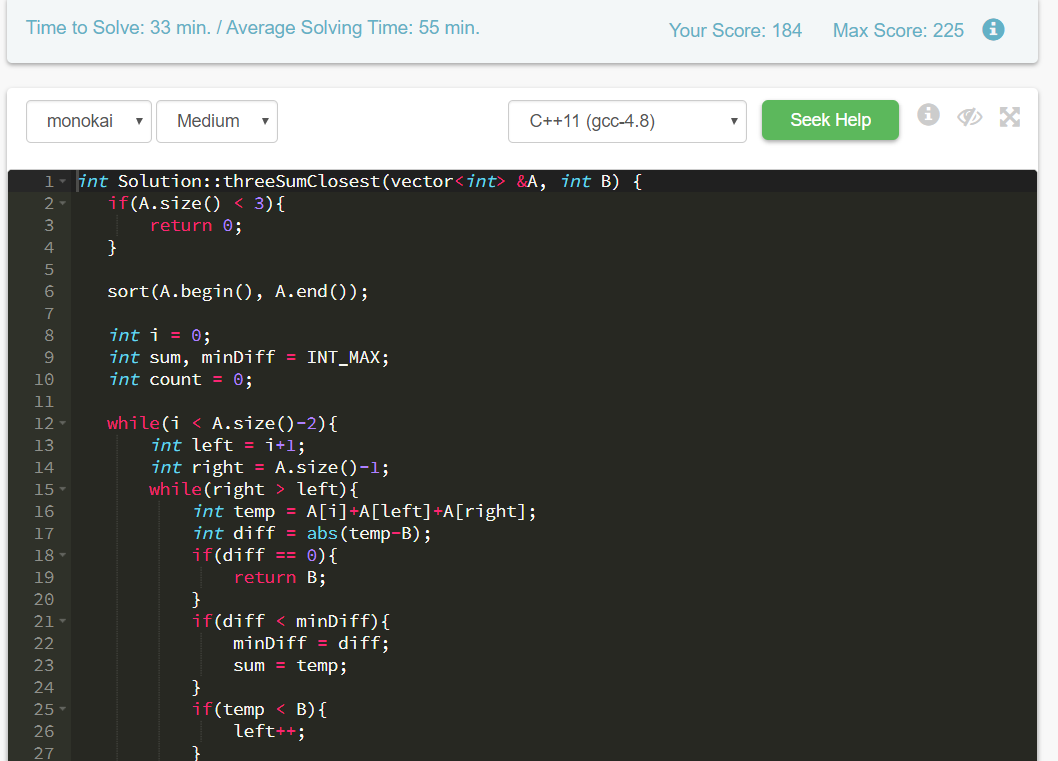 Time to Solve: 33 min. / Average Solving Time: 55 min. Your Score: 184 Max Score: 225
monokai Medium C++11 (gcc-4.8) Seek Help
1 int Solution::threeSumClosest(vector<int> &A, int B) {
2     if(A.size() < 3){
3         return 0;
4     }
5
6     sort(A.begin(), A.end());
7
8     int i = 0;
9     int sum, minDiff = INT_MAX;
10     int count = 0;
11
12     while(i < A.size()-2){
13         int left = i+1;
14         int right = A.size()-1;
15         while(right > left){
16             int temp = A[i]+A[left]+A[right];
17             int diff = abs(temp-B);
18             if(diff == 0){
19                 return B;
20             }
21             if(diff < minDiff){
22                 minDiff = diff;
23                 sum = temp;
24             }
25             if(temp < B){
26                 left++;
27             }